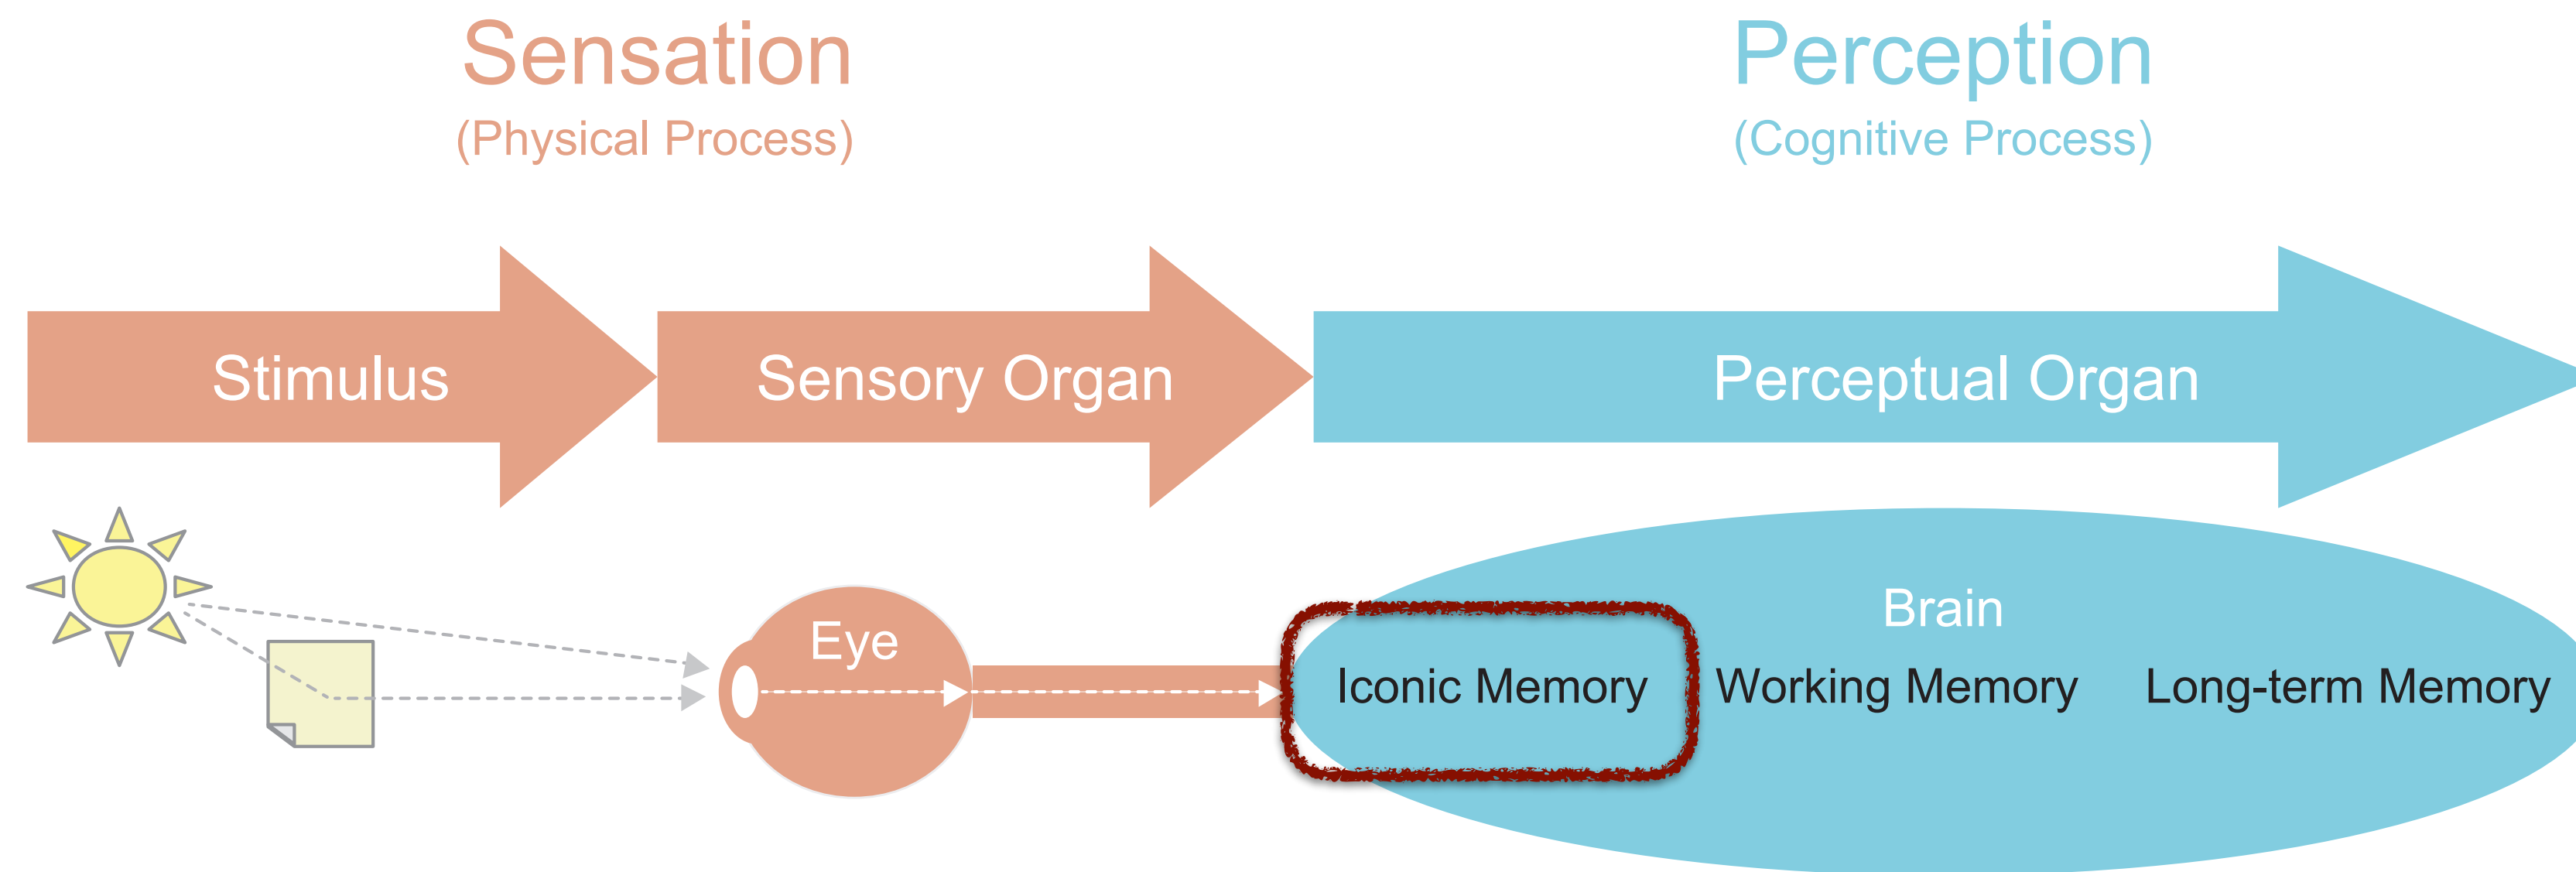 Sensation
(Physical Process)
Perception
(Cognitive Process)
Stimulus
Sensory Organ
Perceptual Organ
Eye
Brain
Iconic Memory
Working Memory
Long-term Memory